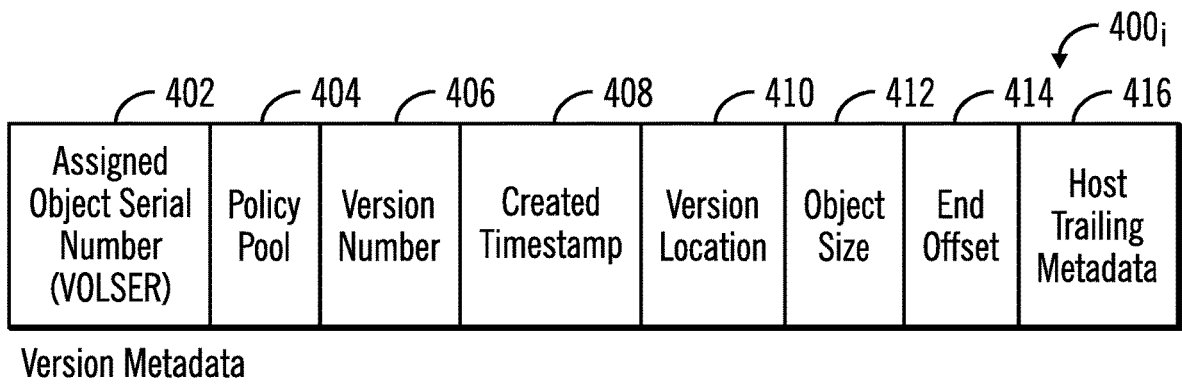 400i
402
404
406
408
410
412
414
416
Assigned
Object Serial
Number
(VOLSER)
Policy
Pool
Version
Number
Created
Timestamp
Version
Location
Object
Size
End
Offset
Host
Trailing
Metadata
Version Metadata